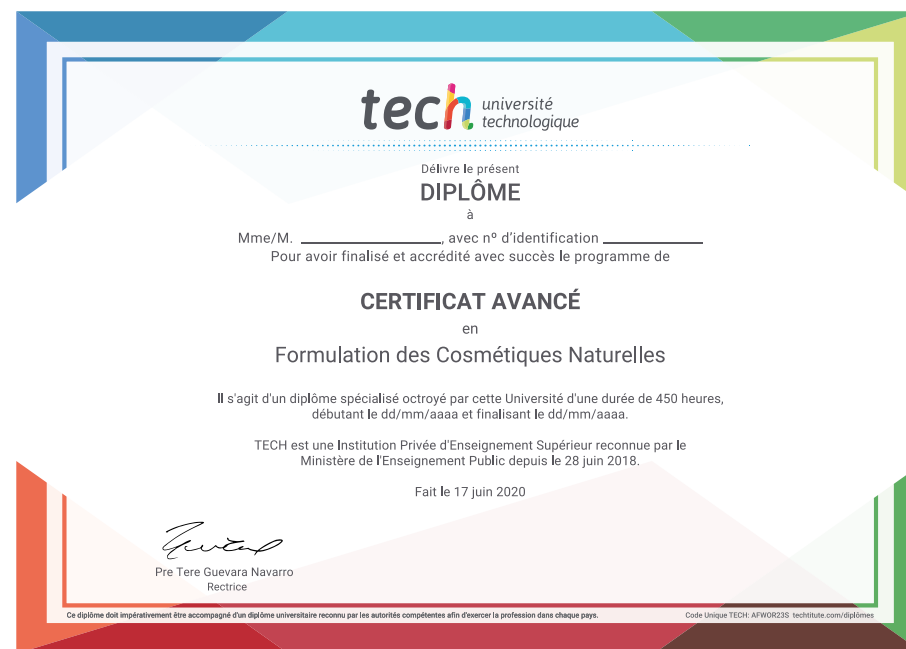 tech université
technologique
Délivre le présent
DIPLÔME
à
Mme/M. ____________________, avec nº d'identification ______________
Pour avoir finalisé et accrédité avec succès le programme de
CERTIFICAT AVANCÉ
en
Formulation des Cosmétiques Naturelles
Il s'agit d'un diplôme spécialisé octroyé par cette Université d'une durée de 450 heures,
débutant le dd/mm/aaaa et finalisant le dd/mm/aaaa.
TECH est une Institution Privée d'Enseignement Supérieur reconnue par le
Ministère de l'Enseignement Public depuis le 28 juin 2018.
Fait le 17 juin 2020
Pre Tere Guevara Navarro
Rectrice
Ce diplôme doit impérativement être accompagné d'un diplôme universitaire reconnu par les autorités compétentes afin d'exercer la profession dans chaque pays.
Code Unique TECH: AFWOR23S techtitute.com/diplômes